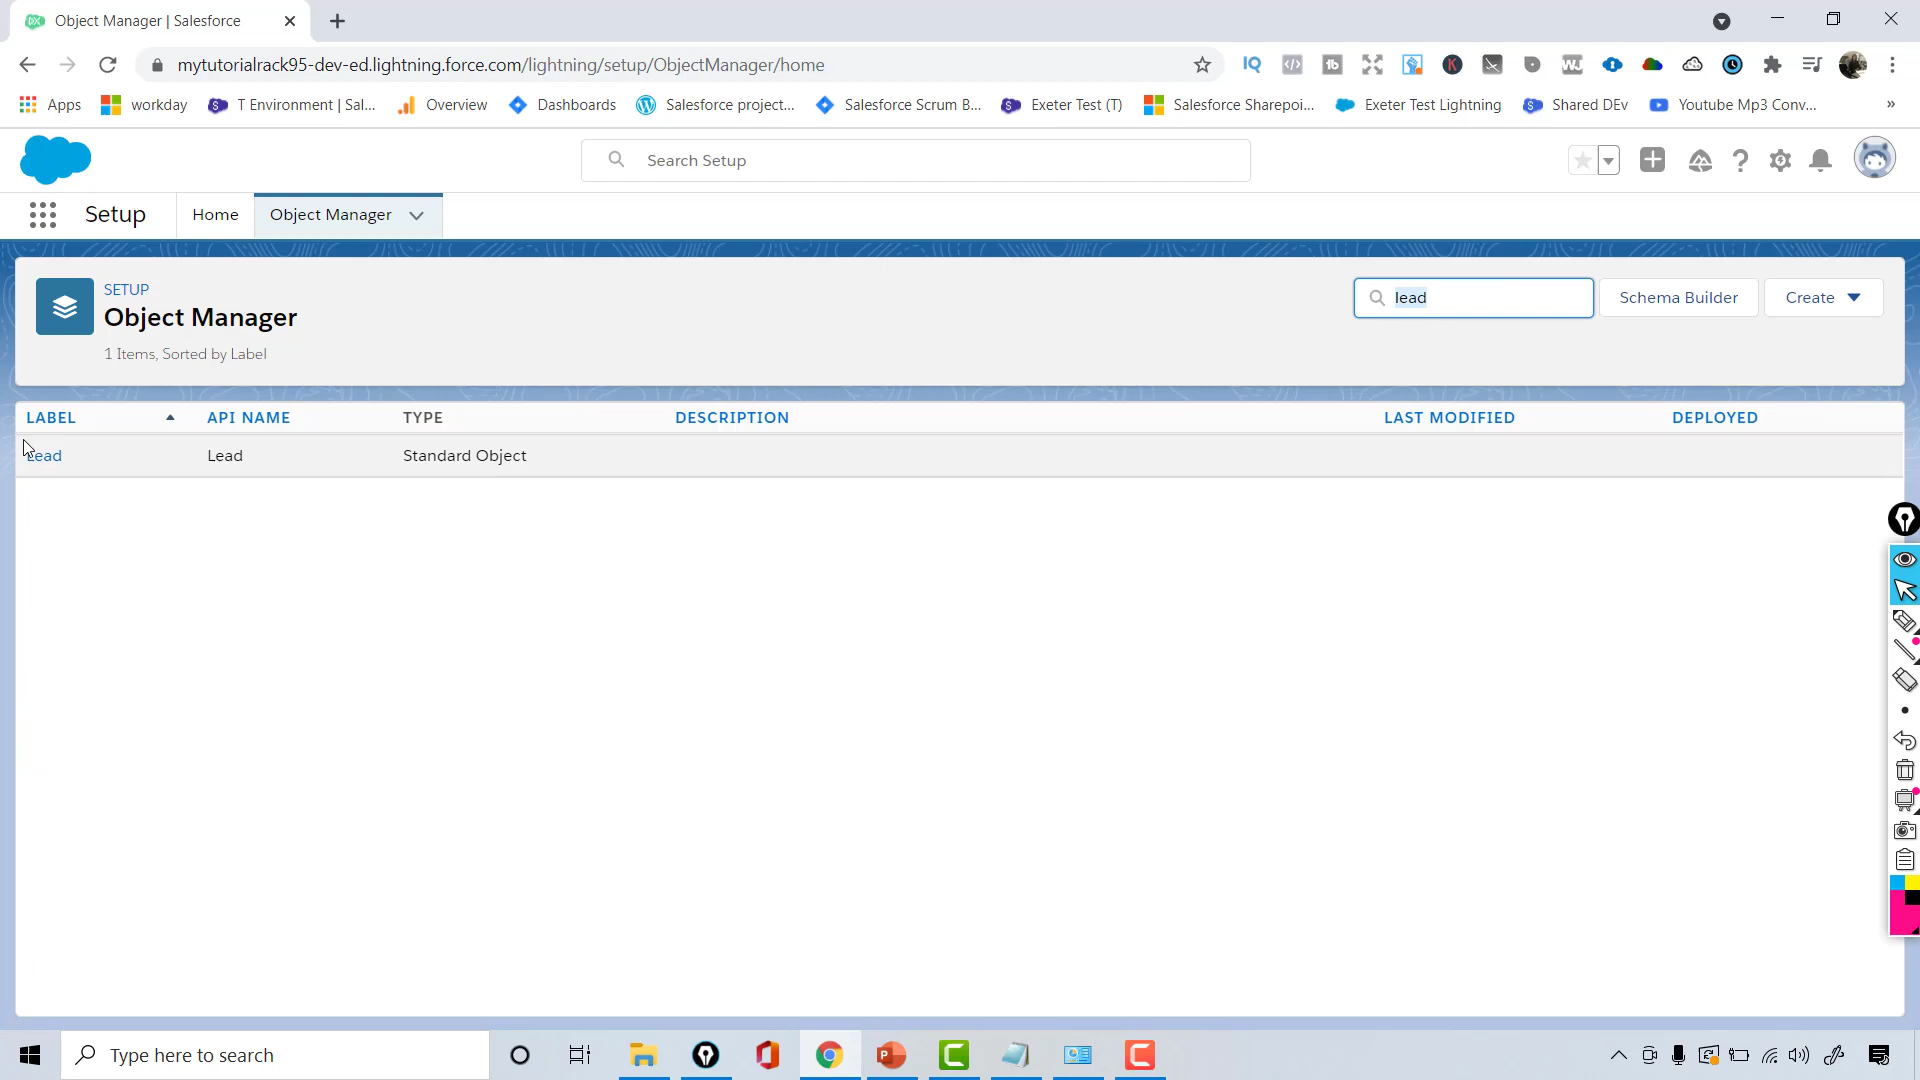 Object Manager | Salesforce
mytutorialrack95-dev-ed.lightning.force.com/lightning/setup/ObjectManager/home
Apps workday T Environment | Sal... Overview Dashboards Salesforce project... Salesforce Scrum B... Exeter Test (T) Salesforce Sharepoi... Exeter Test Lightning Shared DEv Youtube Mp3 Conv... »
Search Setup
Setup Home Object Manager
SETUP
Object Manager
1 Items, Sorted by Label
lead
Schema Builder
Create
LABEL API NAME TYPE DESCRIPTION LAST MODIFIED DEPLOYED
Lead Lead Standard Object
Type here to search